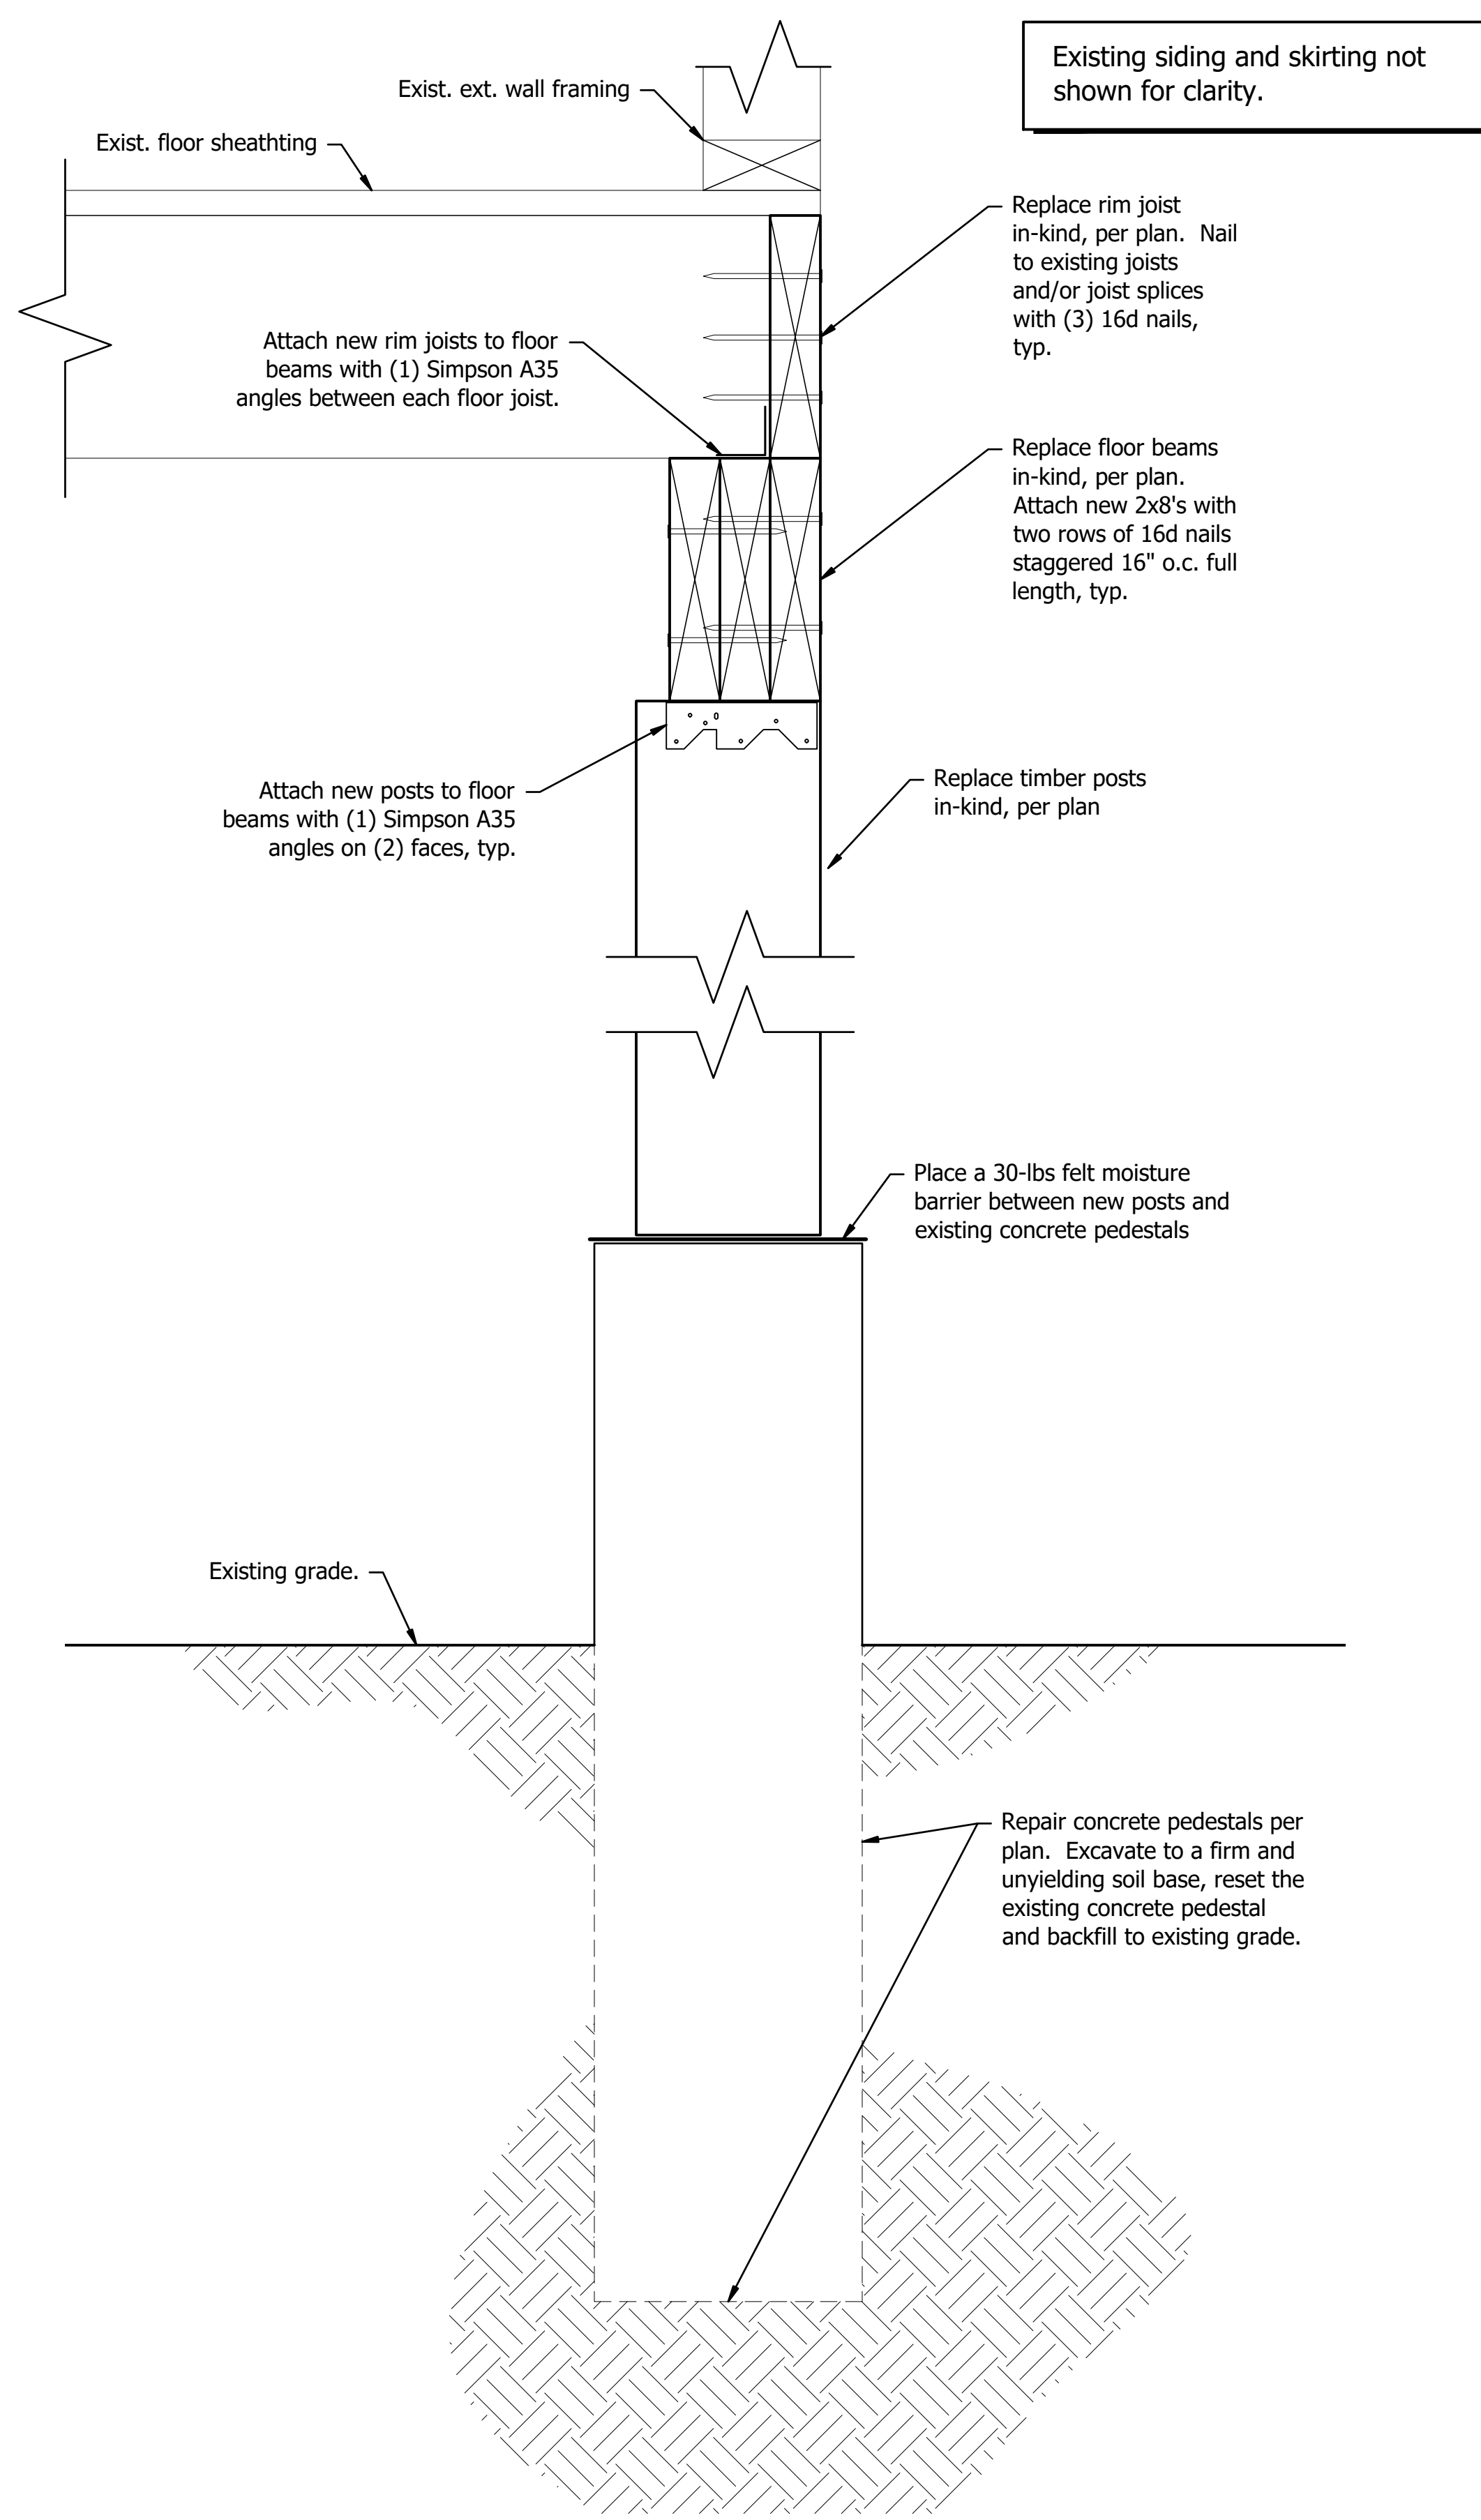 Existing siding and skirting not
shown for clarity.
Exist. ext. wall framing
Exist. floor sheathting
Replace rim joist
in-kind, per plan.  Nail
to existing joists
and/or joist splices
with (3) 16d nails,
typ.
Attach new rim joists to floor
beams with (1) Simpson A35
angles between each floor joist.
Replace floor beams
in-kind, per plan.
Attach new 2x8's with
two rows of 16d nails
staggered 16" o.c. full
length, typ.
Attach new posts to floor
beams with (1) Simpson A35
angles on (2) faces, typ.
Replace timber posts
in-kind, per plan
Place a 30-lbs felt moisture
barrier between new posts and
existing concrete pedestals
Existing grade.
Repair concrete pedestals per
plan.  Excavate to a firm and
unyielding soil base, reset the
existing concrete pedestal
and backfill to existing grade.